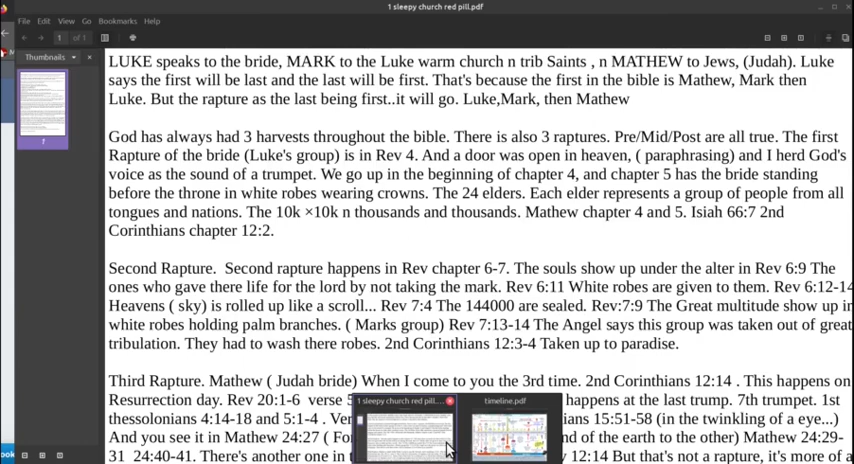 1 sleepy church red pill.pdf
File Edit View Go Bookmarks Help
1 of 1
Thumbnails
LUKE speaks to the bride, MARK to the Luke warm church n trib Saints , n MATHEW to Jews, (Judah). Luke
says the first will be last and the last will be first. That's because the first in the bible is Mathew, Mark then
Luke. But the rapture as the last being first..it will go. Luke,Mark, then Mathew
God has always had 3 harvests throughout the bible. There is also 3 raptures. Pre/Mid/Post are all true. The first
Rapture of the bride (Luke's group) is in Rev 4. And a door was open in heaven, ( paraphrasing) and I herd God's
voice as the sound of a trumpet. We go up in the beginning of chapter 4, and chapter 5 has the bride standing
before the throne in white robes wearing crowns. The 24 elders. Each elder represents a group of people from all
tongues and nations. The 10k ×10k n thousands and thousands. Mathew chapter 4 and 5. Isiah 66:7 2nd
Corinthians chapter 12:2.
Second Rapture. Second rapture happens in Rev chapter 6-7. The souls show up under the alter in Rev 6:9 The
ones who gave there life for the lord by not taking the mark. Rev 6:11 White robes are given to them. Rev 6:12-14
Heavens ( sky) is rolled up like a scroll... Rev 7:4 The 144000 are sealed. Rev:7:9 The Great multitude show up in
white robes holding palm branches. ( Marks group) Rev 7:13-14 The Angel says this group was taken out of great
tribulation. They had to wash there robes. 2nd Corinthians 12:3-4 Taken up to paradise.
Third Rapture. Mathew ( Judah bride) When I come to you the 3rd time. 2nd Corinthians 12:14 . This happens on
Resurrection day. Rev 20:1-6 verse 5 happens at the last trump. 7th trumpet. 1st
thessolonians 4:14-18 and 5:1-4 . Ver ians 15:51-58 (in the twinkling of a eye...)
And you see it in Mathew 24:27 ( Fo nd of the earth to the other) Mathew 24:29-
31 24:40-41. There's another one in t 12:14 But that's not a rapture, it's more of a
1 sleepy church red pill....
timeline.pdf
ook